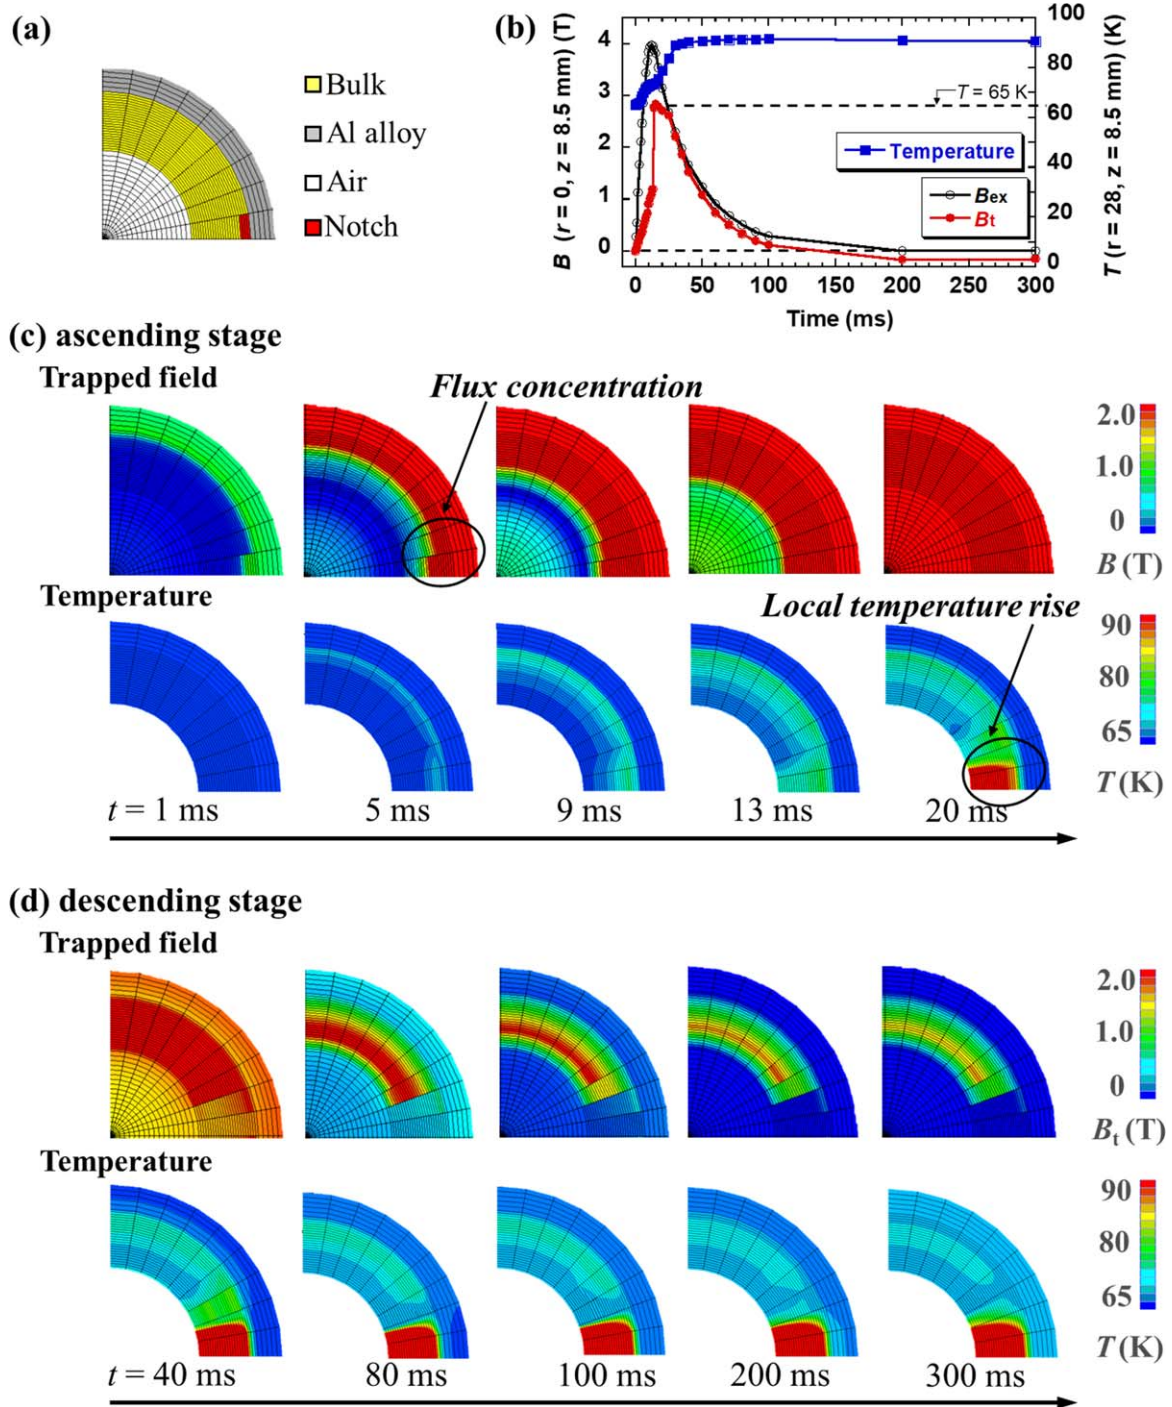 (a)
Bulk
Al alloy
Air
Notch
(b)
B (r = 0, z = 8.5 mm) (T)
4
3
2
1
0
100
80
60
40
20
0
T (r = 28, z = 8.5 mm) (K)
T = 65 K
Temperature
Bex
Bt
0 50 100 150 200 250 300
Time (ms)
(c) ascending stage
Trapped field
Flux concentration
2.0
1.0
0
B (T)
Temperature
Local temperature rise
90
80
65
T (K)
t = 1 ms 5 ms 9 ms 13 ms 20 ms
(d) descending stage
Trapped field
2.0
1.0
0
Bt (T)
Temperature
90
80
65
T (K)
t = 40 ms 80 ms 100 ms 200 ms 300 ms